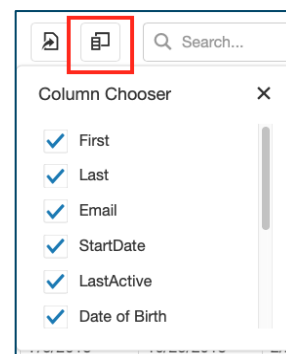 Search...
Column Chooser
First
Last
Email
StartDate
LastActive
Date of Birth